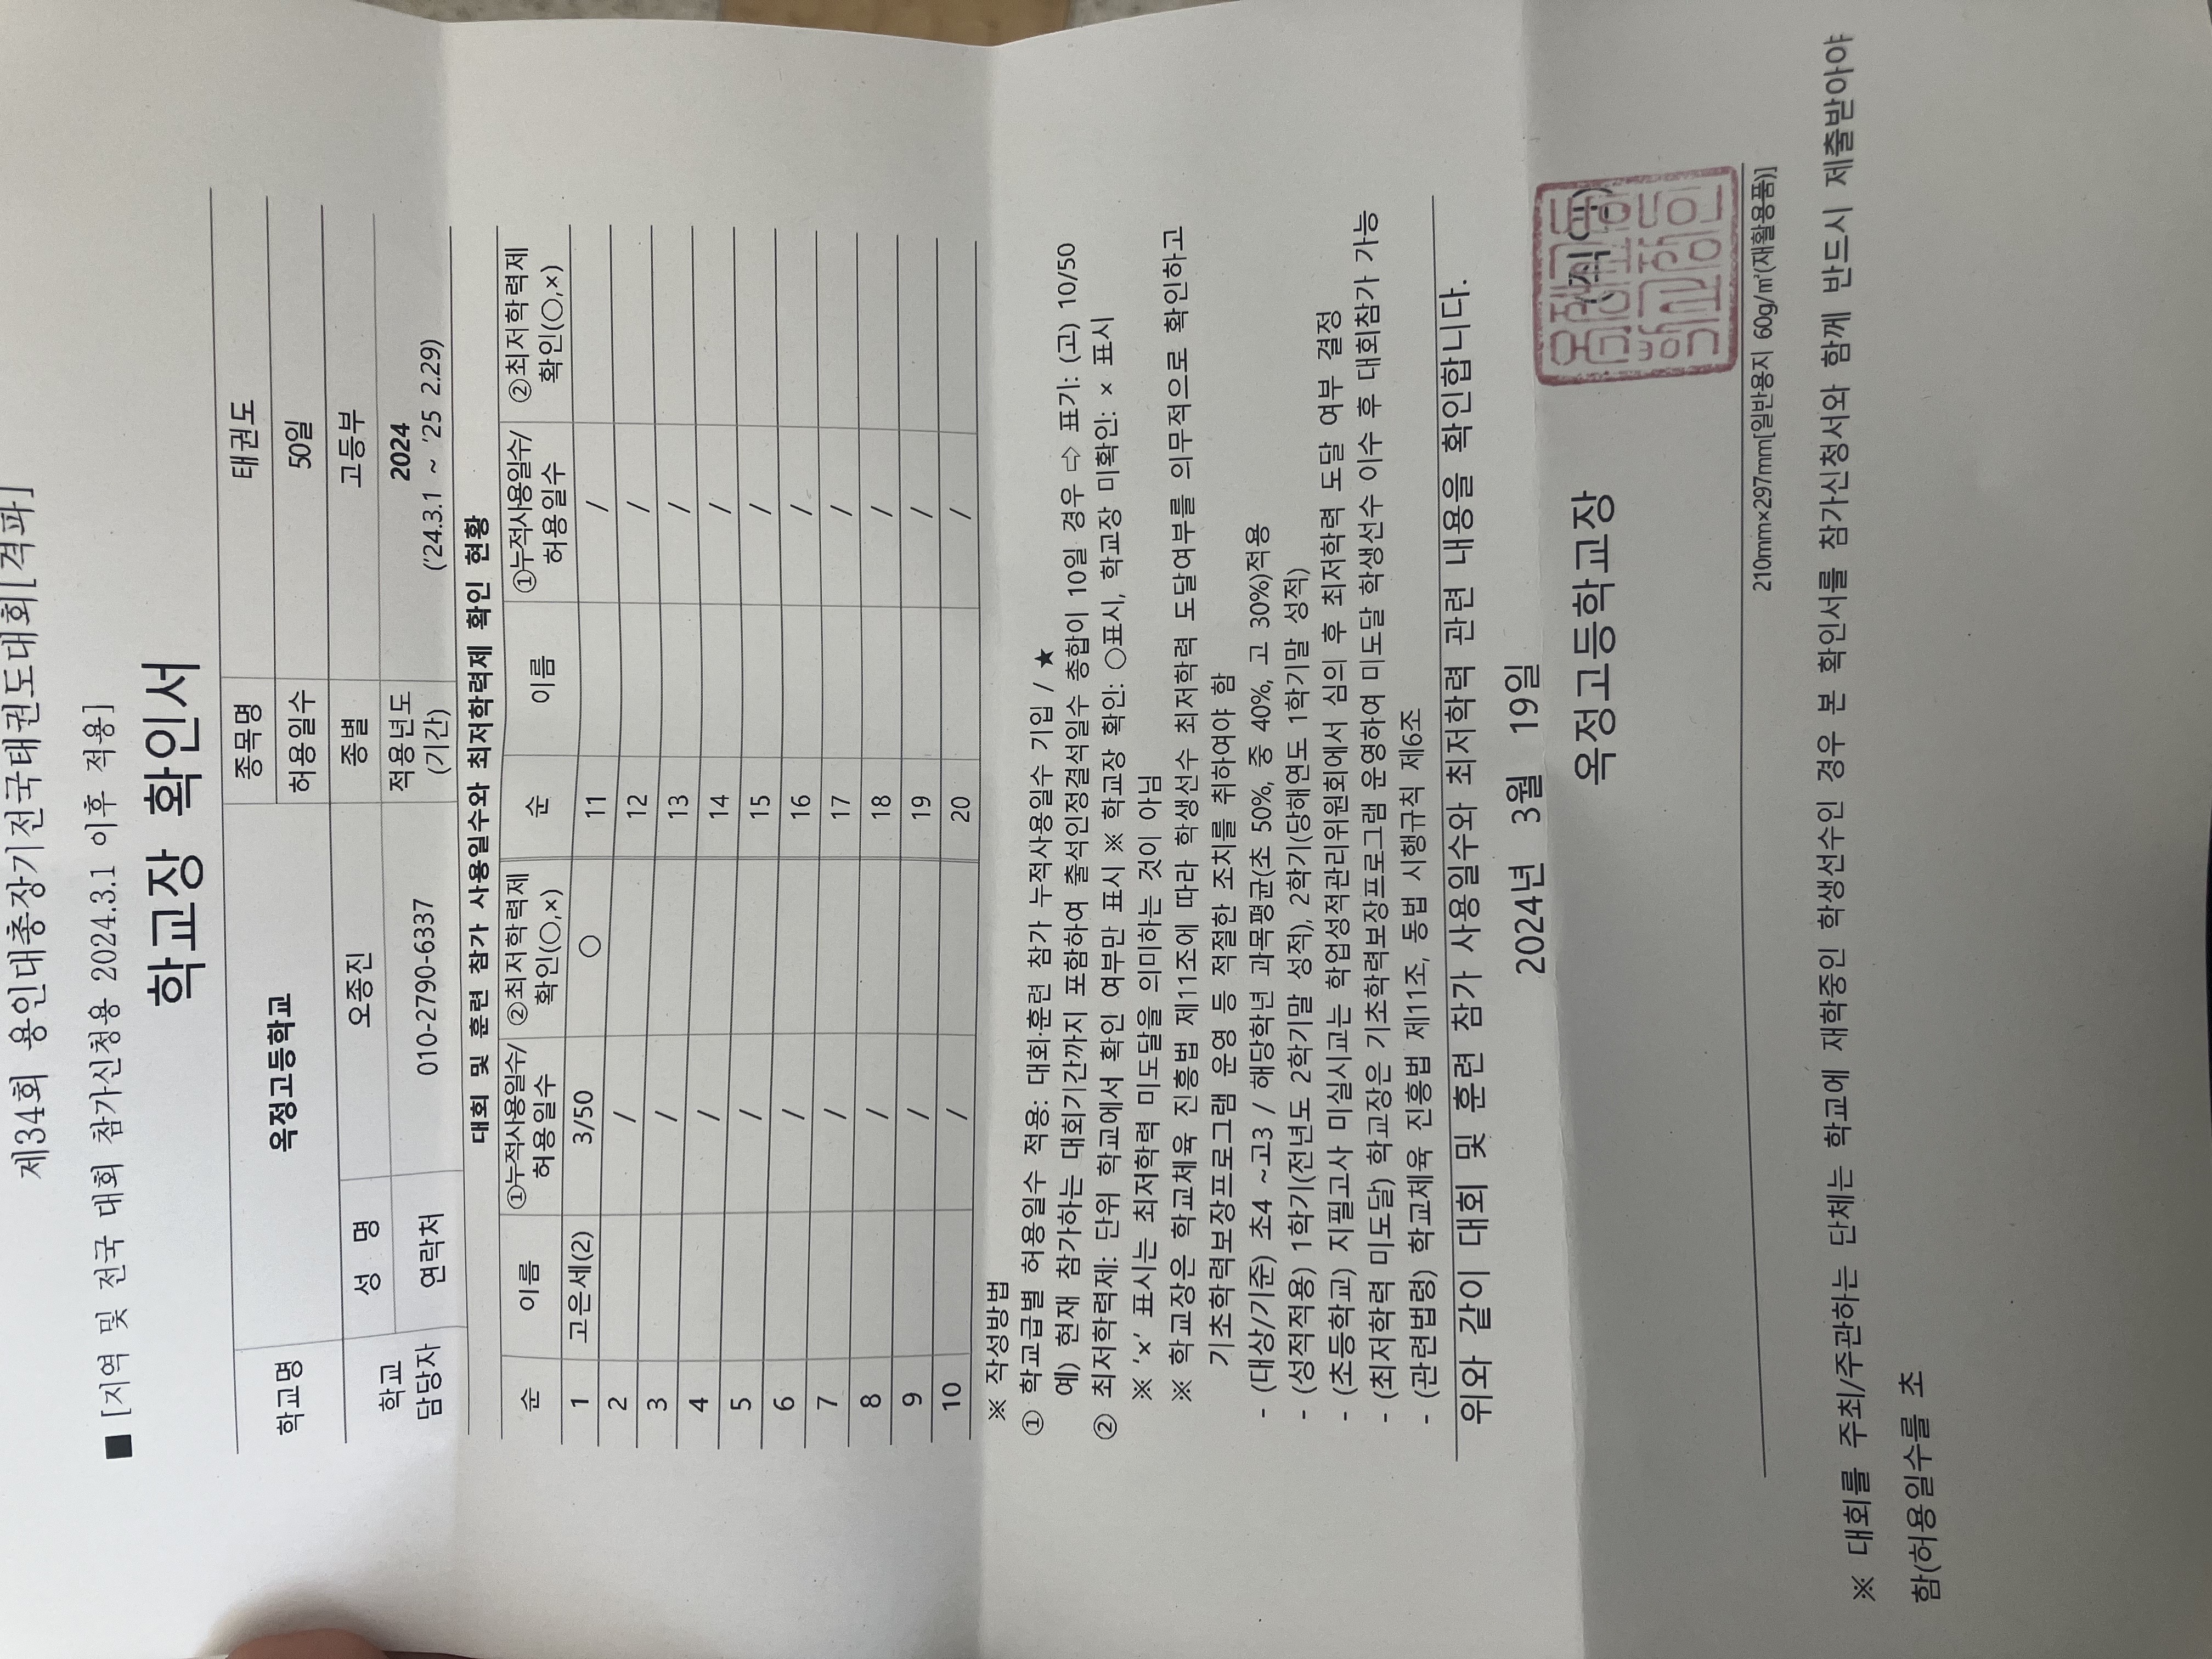 제34회 용인대총장기전국태권도대회[격파]
■ [지역 및 전국 대회 참가신청용 2024.3.1 이후 적용]
학교장 확인서
학교명 옥정고등학교 종목명 태권도
허용일수 50일
학교 담당자 성 명 오종진 종별 고등부
연락처 010-2790-6337 적용년도 (기간) 2024 ('24.3.1 ~ '25 2.29)
대회 및 훈련 참가 사용일수와 최저학력제 확인 현황
순 이름 ①누적사용일수/허용일수 ②최저학력제 확인(○,×) 순 이름 ①누적사용일수/허용일수 ②최저학력제 확인(○,×)
1 고은세(2) 3/50 ○ 11 /
2 / 12 /
3 / 13 /
4 / 14 /
5 / 15 /
6 / 16 /
7 / 17 /
8 / 18 /
9 / 19 /
10 / 20 /
※ 작성방법
① 학교급별 허용일수 적용: 대회·훈련 참가 누적사용일수 기입 / ★
예) 현재 참가하는 대회기간까지 포함하여 출석인정결석일수 총합이 10일 경우 ⇨ 표기: (고) 10/50
② 최저학력제: 단위 학교에서 확인 여부만 표시 ※ 학교장 확인: ○표시, 학교장 미확인: × 표시
※ '×' 표시는 최저학력 미도달을 의미하는 것이 아님
※ 학교장은 학교체육 진흥법 제11조에 따라 학생선수 최저학력 도달여부를 의무적으로 확인하고
기초학력보장프로그램 운영 등 적절한 조치를 취하여야 함
- (대상/기준) 초4 ~고3 / 해당학년 과목평균(초 50%, 중 40%, 고 30%)적용
- (성적적용) 1학기(전년도 2학기말 성적), 2학기(당해연도 1학기말 성적)
- (초등학교) 지필고사 미실시교는 학업성적관리위원회에서 심의 후 최저학력 도달 여부 결정
- (최저학력 미도달) 학교장은 기초학력보장프로그램 운영하여 미도달 학생선수 이수 후 대회참가 가능
- (관련법령) 학교체육 진흥법 제11조, 동법 시행규칙 제6조
위와 같이 대회 및 훈련 참가 사용일수와 최저학력 관련 내용을 확인합니다.
2024년 3월 19일
옥정고등학교장 (직인)
210mm×297mm[일반용지 60g/㎡(재활용품)]
※ 대회를 주최/주관하는 단체는 학교에 재학중인 학생선수인 경우 본 확인서를 참가신청서와 함께 반드시 제출받아야
함(허용일수를 초